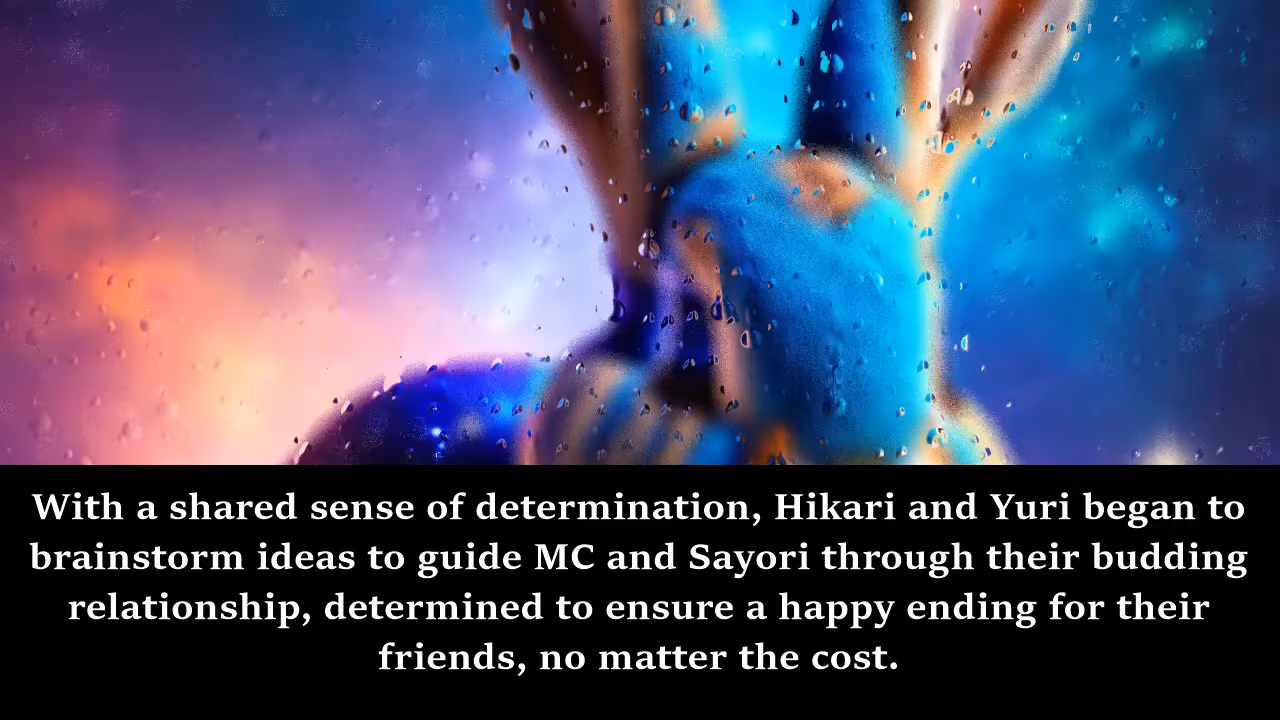 With a shared sense of determination, Hikari and Yuri began to
brainstorm ideas to guide MC and Sayori through their budding
relationship, determined to ensure a happy ending for their
friends, no matter the cost.